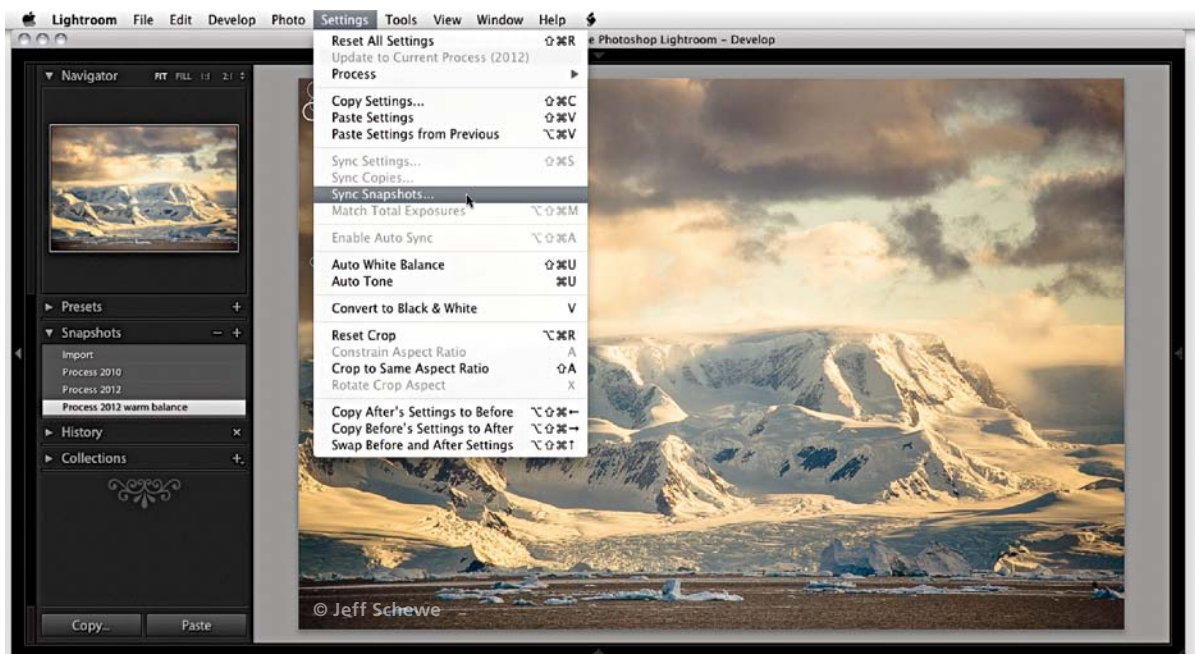 Lightroom File Edit Develop Photo Settings Tools View Window Help
e Photoshop Lightroom – Develop
Navigator FIT FILL 1:1 2:1
Reset All Settings ⇧⌘R
Update to Current Process (2012)
Process ▶
Copy Settings... ⇧⌘C
Paste Settings ⇧⌘V
Paste Settings from Previous ⌥⌘V
Sync Settings... ⇧⌘S
Sync Copies...
Sync Snapshots...
Match Total Exposures ⌥⇧⌘M
Enable Auto Sync ⌥⇧⌘A
Auto White Balance ⇧⌘U
Auto Tone ⌘U
Convert to Black & White V
Reset Crop ⌥⌘R
Constrain Aspect Ratio A
Crop to Same Aspect Ratio ⇧A
Rotate Crop Aspect X
Copy After's Settings to Before ⌥⇧⌘←
Copy Before's Settings to After ⌥⇧⌘→
Swap Before and After Settings ⌥⇧⌘↑
Presets +
Snapshots – +
Import
Process 2010
Process 2012
Process 2012 warm balance
History ×
Collections +
Copy... Paste
© Jeff Schewe